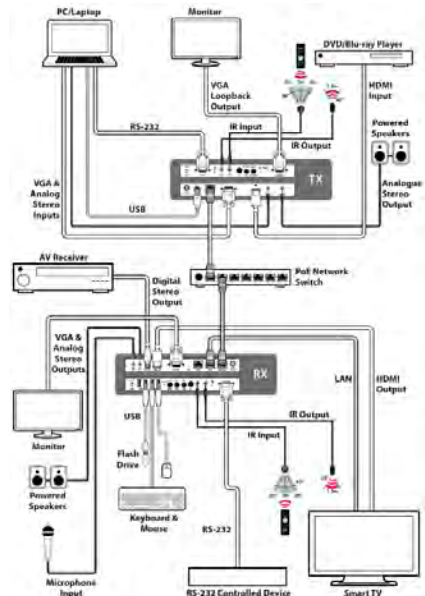 PC/Laptop
Monitor
DVD/Blu-ray Player
VGA
Loopback
Output
HDMI
Input
RS-232
IR Input
IR Output
Powered
Speakers
VGA &
Analog
Stereo
Inputs
USB
TX
Analogue
Stereo
Output
AV Receiver
Digital
Stereo
Output
PoE Network
Switch
VGA &
Analog
Stereo
Outputs
RX
LAN
HDMI
Output
USB
IR Output
IR Input
Monitor
Flash
Drive
Powered
Speakers
Keyboard &
Mouse
RS-232
Microphone
Input
RS-232 Controlled Device
Smart TV